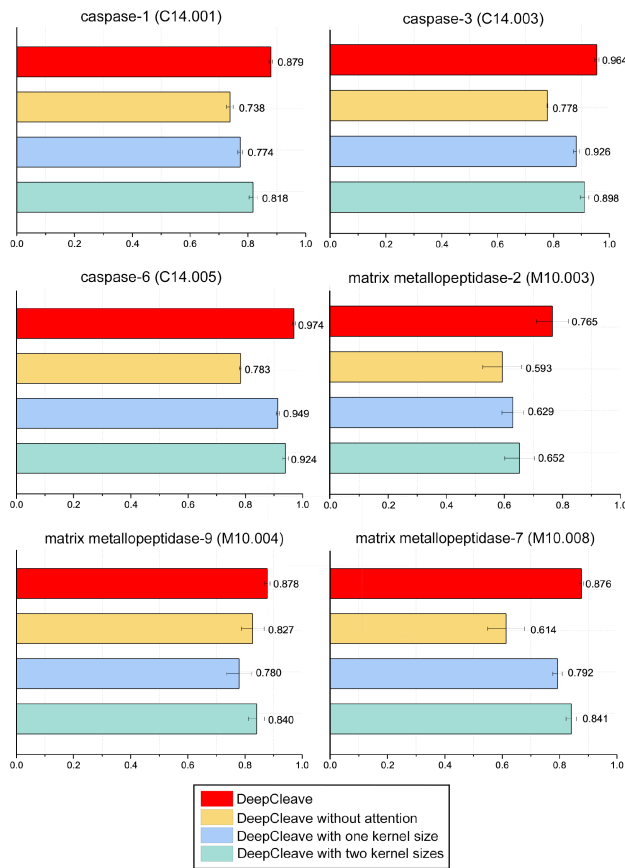 caspase-1 (C14.001)
0.879
0.738
0.774
0.818
0.0 0.2 0.4 0.6 0.8 1.0
caspase-3 (C14.003)
0.964
0.778
0.926
0.898
0.0 0.2 0.4 0.6 0.8 1.0
caspase-6 (C14.005)
0.974
0.783
0.949
0.924
0.0 0.2 0.4 0.6 0.8 1.0
matrix metallopeptidase-2 (M10.003)
0.765
0.593
0.629
0.652
0.0 0.2 0.4 0.6 0.8 1.0
matrix metallopeptidase-9 (M10.004)
0.878
0.827
0.780
0.840
0.0 0.2 0.4 0.6 0.8 1.0
matrix metallopeptidase-7 (M10.008)
0.876
0.614
0.792
0.841
0.0 0.2 0.4 0.6 0.8 1.0
DeepCleave
DeepCleave without attention
DeepCleave with one kernel size
DeepCleave with two kernel sizes